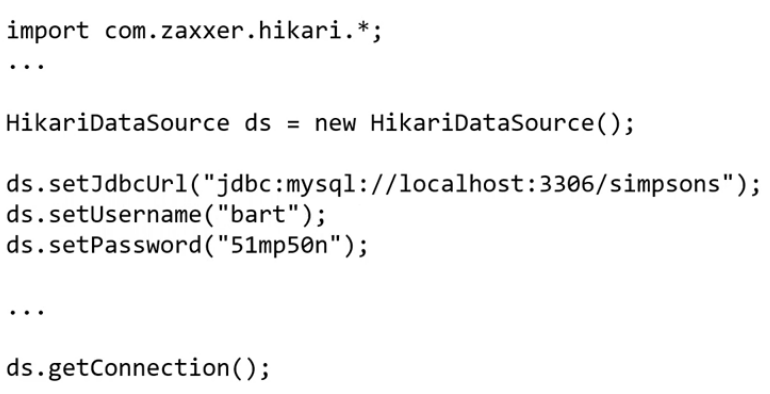 import com.zaxxer.hikari.*;
...
HikariDataSource ds = new HikariDataSource();
ds.setJdbcUrl("jdbc:mysql://localhost:3306/simpsons");
ds.setUsername("bart");
ds.setPassword("51mp50n");
...
ds.getConnection();